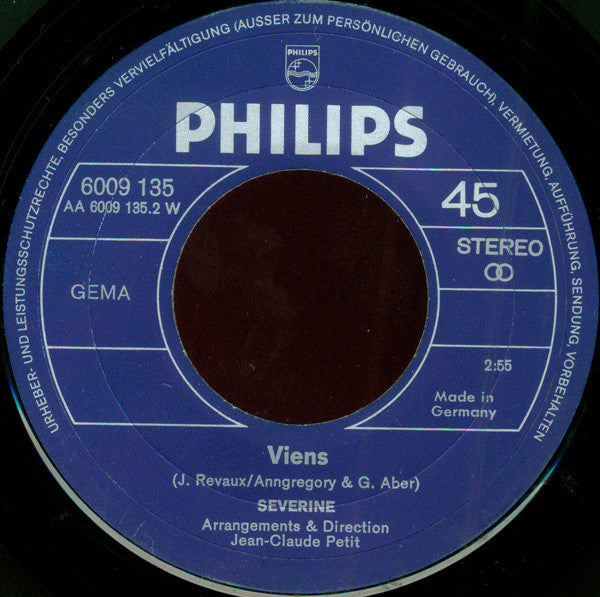 URHEBER- UND LEISTUNGSSCHUTZRECHTE, BESONDERS VERVIELFÄLTIGUNG (AUSSER ZUM PERSÖNLICHEN GEBRAUCH), VERMIETUNG, AUFFÜHRUNG, SENDUNG, VORBEHALTEN
PHILIPS
PHILIPS
6009 135
AA 6009 135.2 W
45
STEREO
GEMA
2:55
Made in
Germany
Viens
(J. Revaux/Anngregory & G. Aber)
SEVERINE
Arrangements & Direction
Jean-Claude Petit